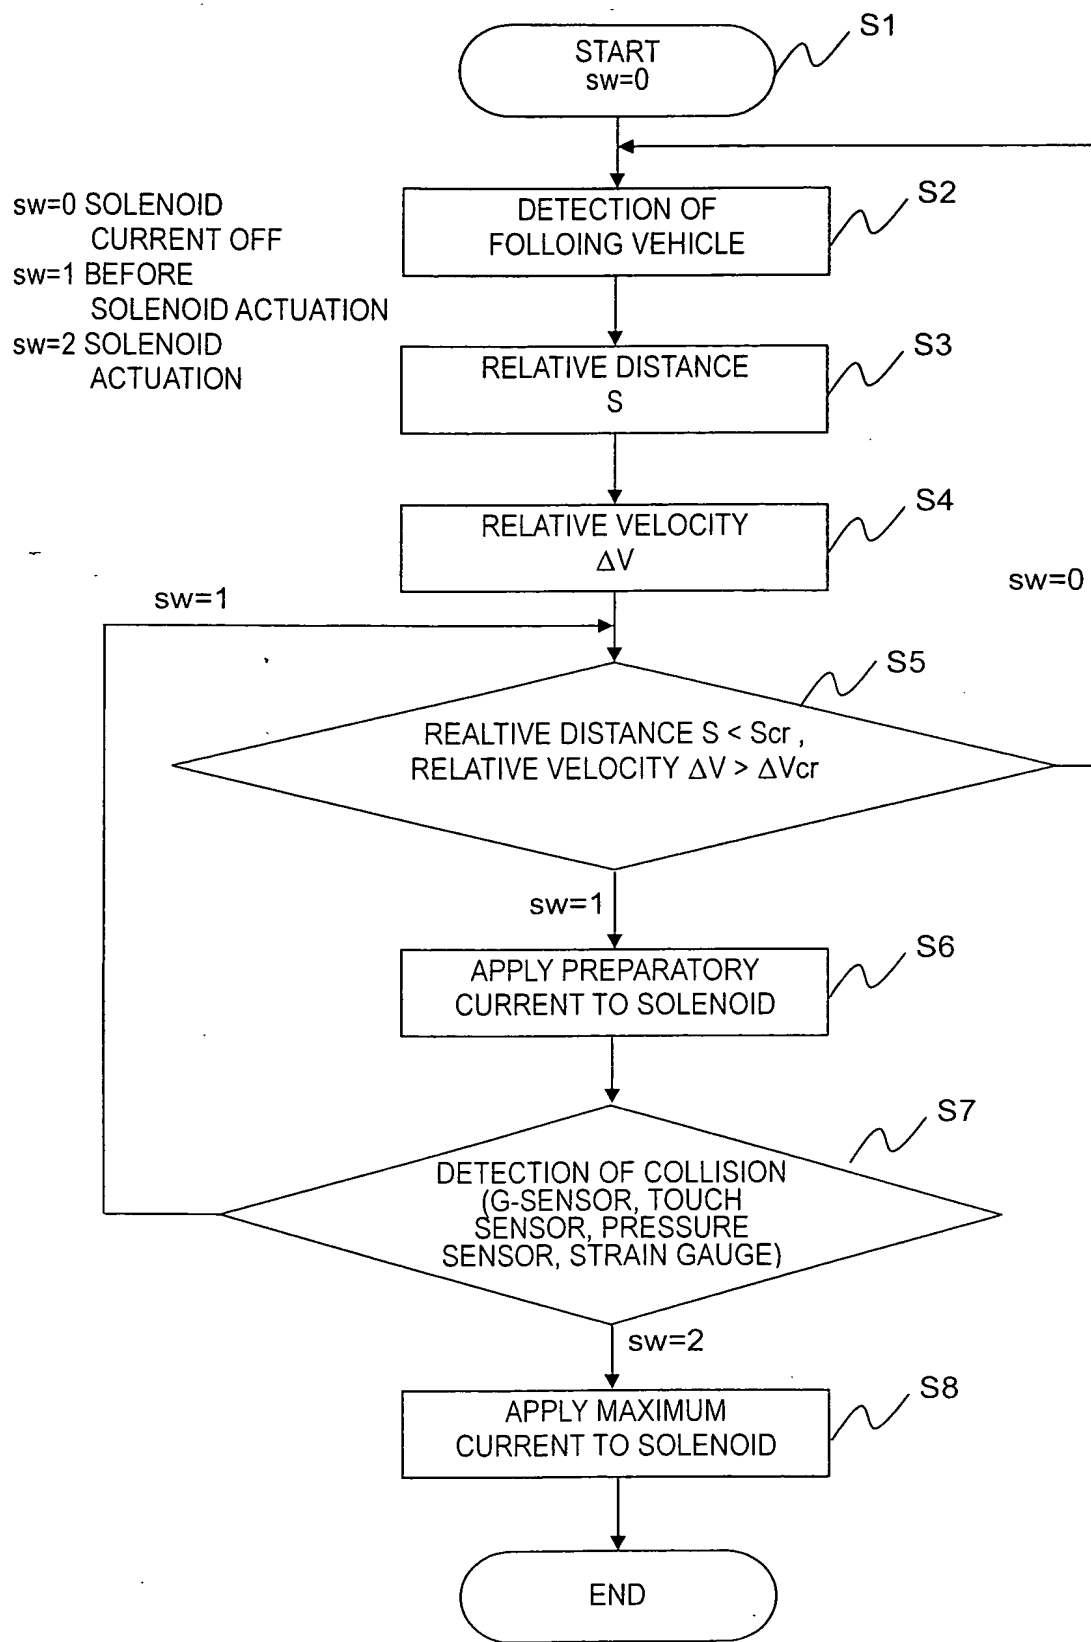 START
sw=0
S1
sw=0 SOLENOID
CURRENT OFF
sw=1 BEFORE
SOLENOID ACTUATION
sw=2 SOLENOID
ACTUATION
DETECTION OF
FOLLOING VEHICLE
S2
RELATIVE DISTANCE
S
S3
RELATIVE VELOCITY
ΔV
S4
sw=0
sw=1
REALTIVE DISTANCE S < Scr ,
RELATIVE VELOCITY ΔV > ΔVcr
S5
sw=1
APPLY PREPARATORY
CURRENT TO SOLENOID
S6
DETECTION OF COLLISION
(G-SENSOR, TOUCH
SENSOR, PRESSURE
SENSOR, STRAIN GAUGE)
S7
sw=2
APPLY MAXIMUM
CURRENT TO SOLENOID
S8
END